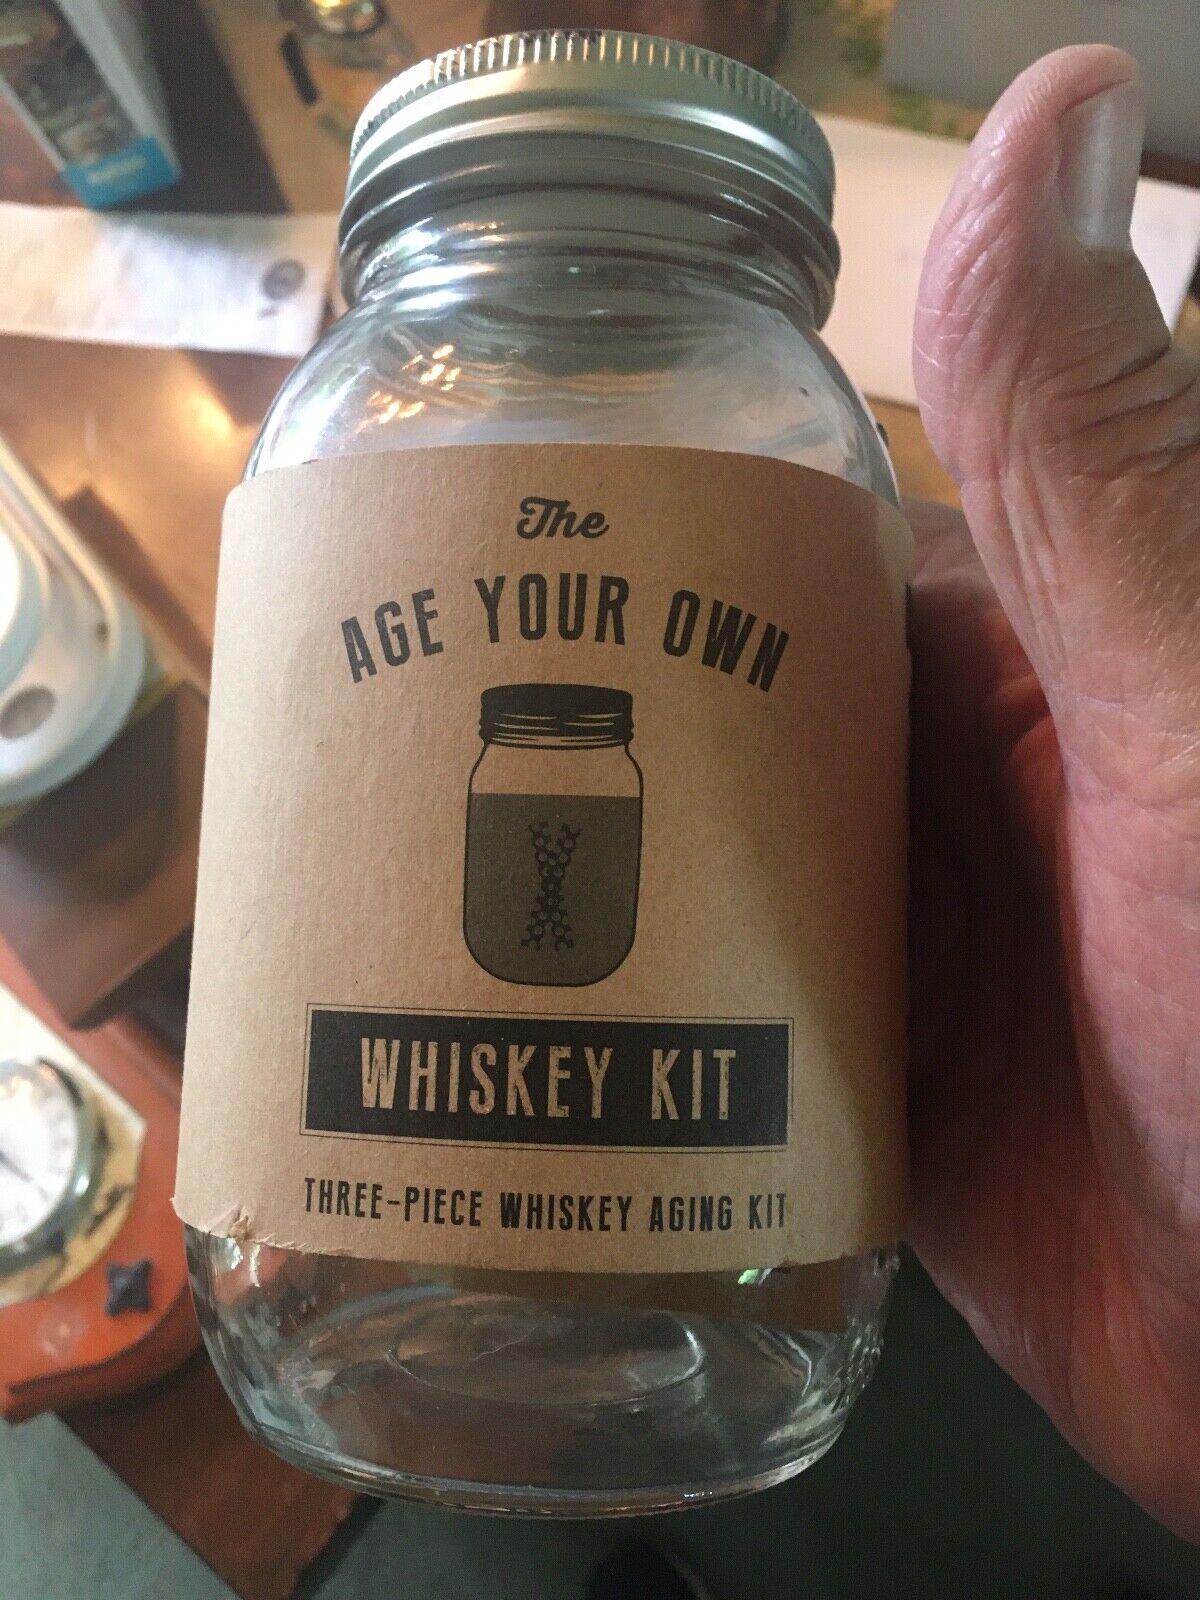 The
AGE YOUR OWN
WHISKEY KIT
THREE-PIECE WHISKEY AGING KIT